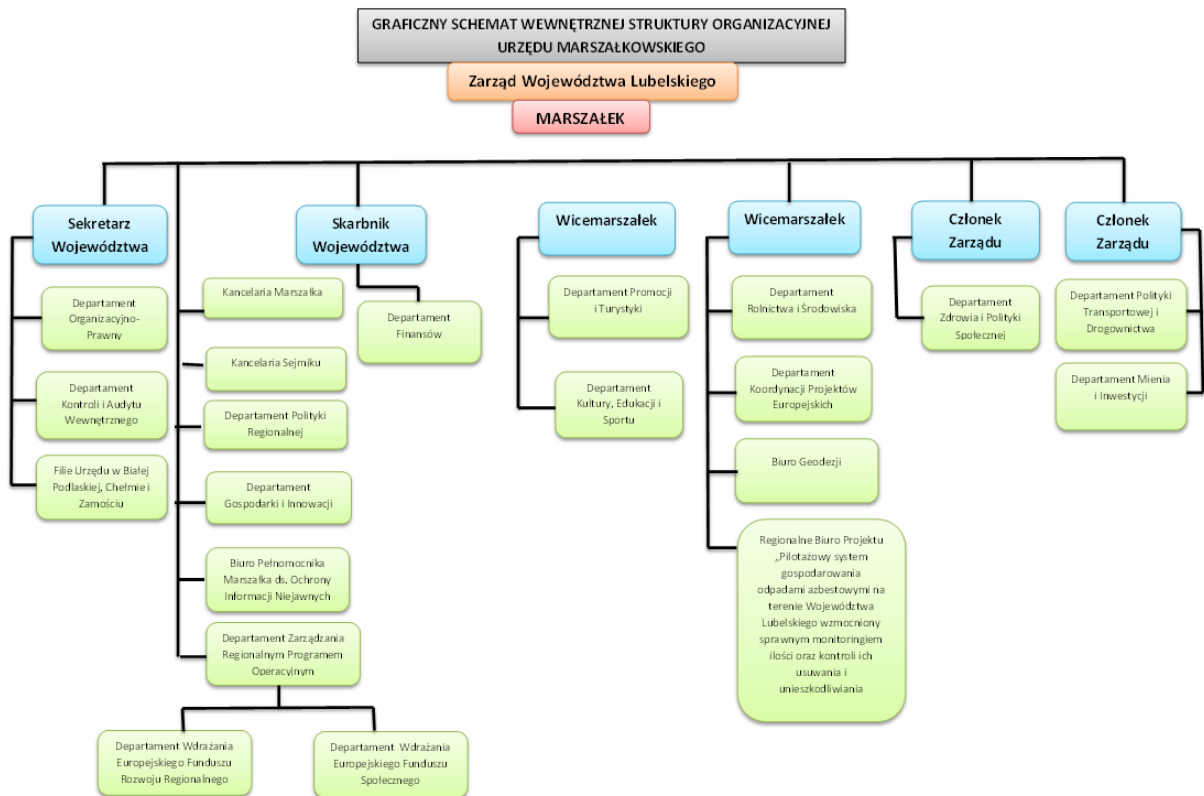 GRAFICZNY SCHEMAT WEWNĘTRZNEJ STRUKTURY ORGANIZACYJNEJ
URZĘDU MARSZAŁKOWSKIEGO
Zarząd Województwa Lubelskiego
MARSZAŁEK
Sekretarz
Województwa
Departament
Organizacyjno-
Prawny
Departament
Kontroli i Audytu
Wewnętrznego
Filie Urzędu w Białej
Podlaskiej, Chełmie i
Zamościu
Kancelaria Marszałka
Kancelaria Sejmiku
Departament Polityki
Regionalnej
Departament
Gospodarki i Innowacji
Biuro Pełnomocnika
Marszałka ds. Ochrony
Informacji Niejawnych
Departament Zarządzania
Regionalnym Programem
Operacyjnym
Departament Wdrażania
Europejskiego Funduszu
Rozwoju Regionalnego
Departament Wdrażania
Europejskiego Funduszu
Społecznego
Skarbnik
Województwa
Departament
Finansów
Wicemarszałek
Departament Promocji
i Turystyki
Departament
Kultury, Edukacji i
Sportu
Wicemarszałek
Departament
Rolnictwa i Środowiska
Departament
Koordynacji Projektów
Europejskich
Biuro Geodezji
Regionalne Biuro Projektu
„Pilotażowy system
gospodarowania
odpadami azbestowymi na
terenie Województwa
Lubelskiego wzmocniony
sprawnym monitoringiem
ilości oraz kontroli ich
usuwania i
unieszkodliwiania
Członek
Zarządu
Departament
Zdrowia i Polityki
Społecznej
Członek
Zarządu
Departament Polityki
Transportowej i
Drogownictwa
Departament Mienia
i Inwestycji